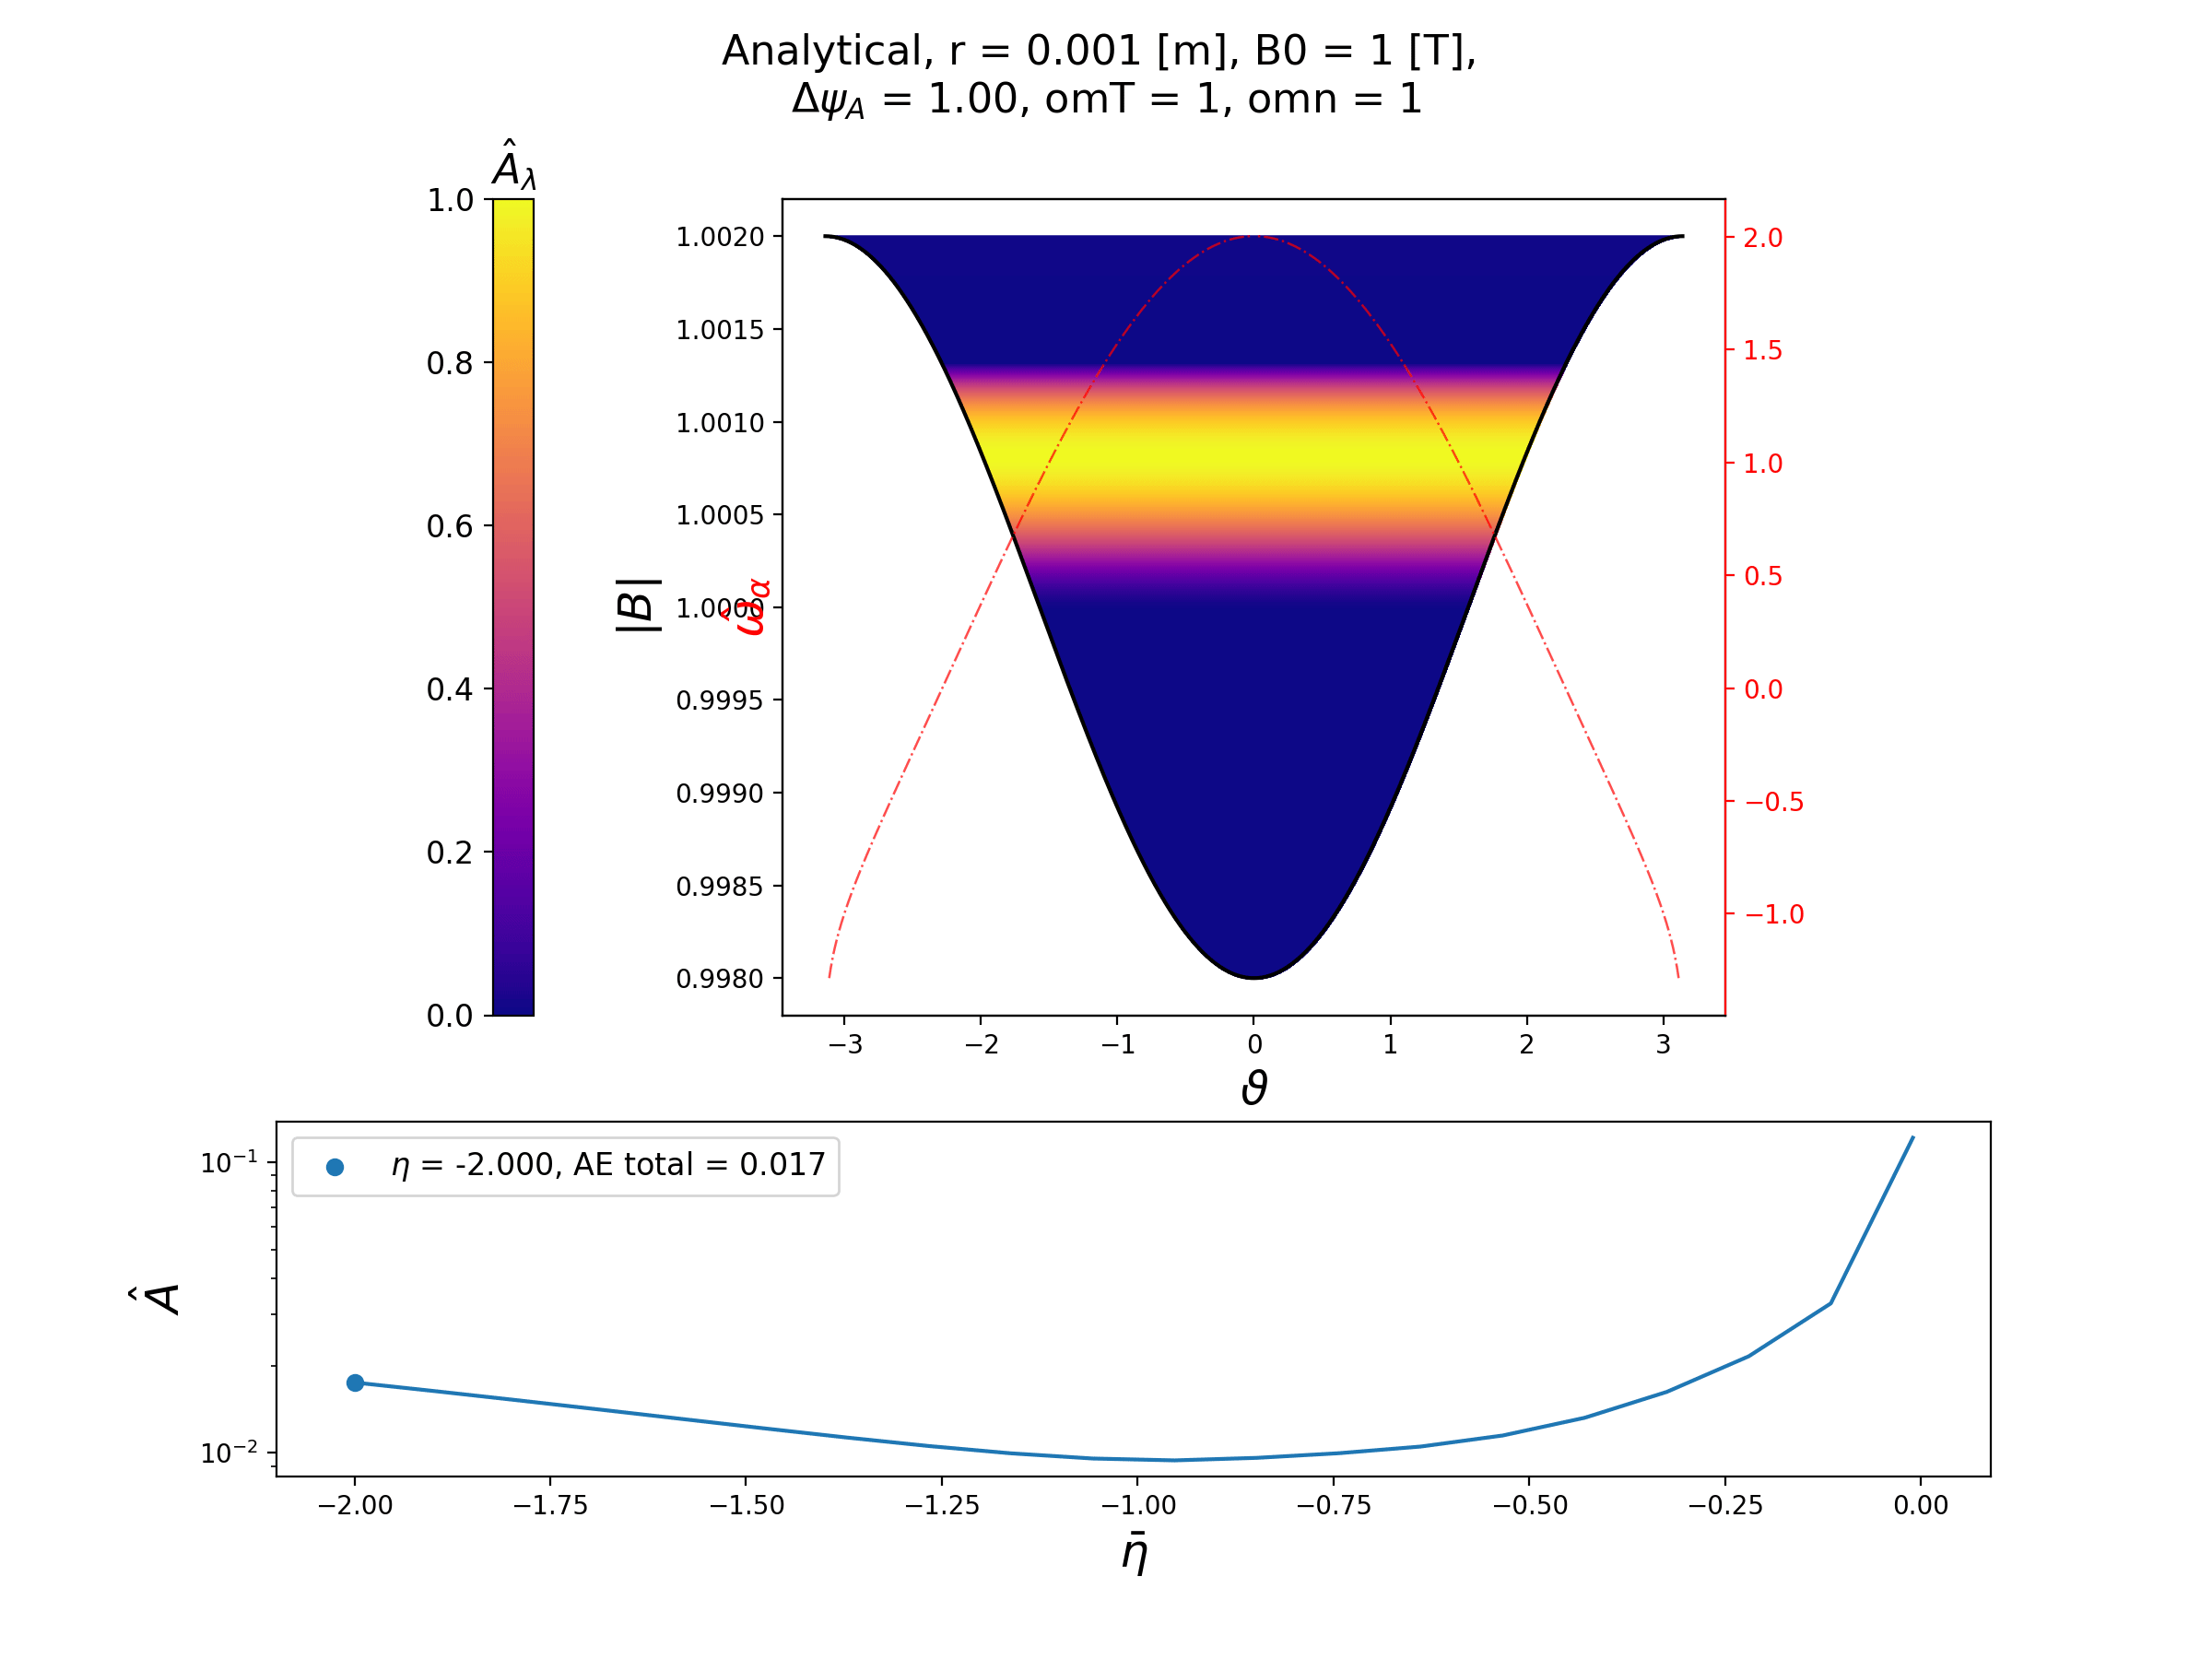 Analytical, r = 0.001 [m], B0 = 1 [T],
Δψ_A = 1.00, omT = 1, omn = 1
Â_λ
1.0
0.8
0.6
0.4
0.2
0.0
|B|
1.0020
1.0015
1.0010
1.0005
1.0000
0.9995
0.9990
0.9985
0.9980
ω̂_α
2.0
1.5
1.0
0.5
0.0
−0.5
−1.0
−3 −2 −1 0 1 2 3
ϑ
η = -2.000, AE total = 0.017
Â
10⁻¹
10⁻²
−2.00 −1.75 −1.50 −1.25 −1.00 −0.75 −0.50 −0.25 0.00
η̄